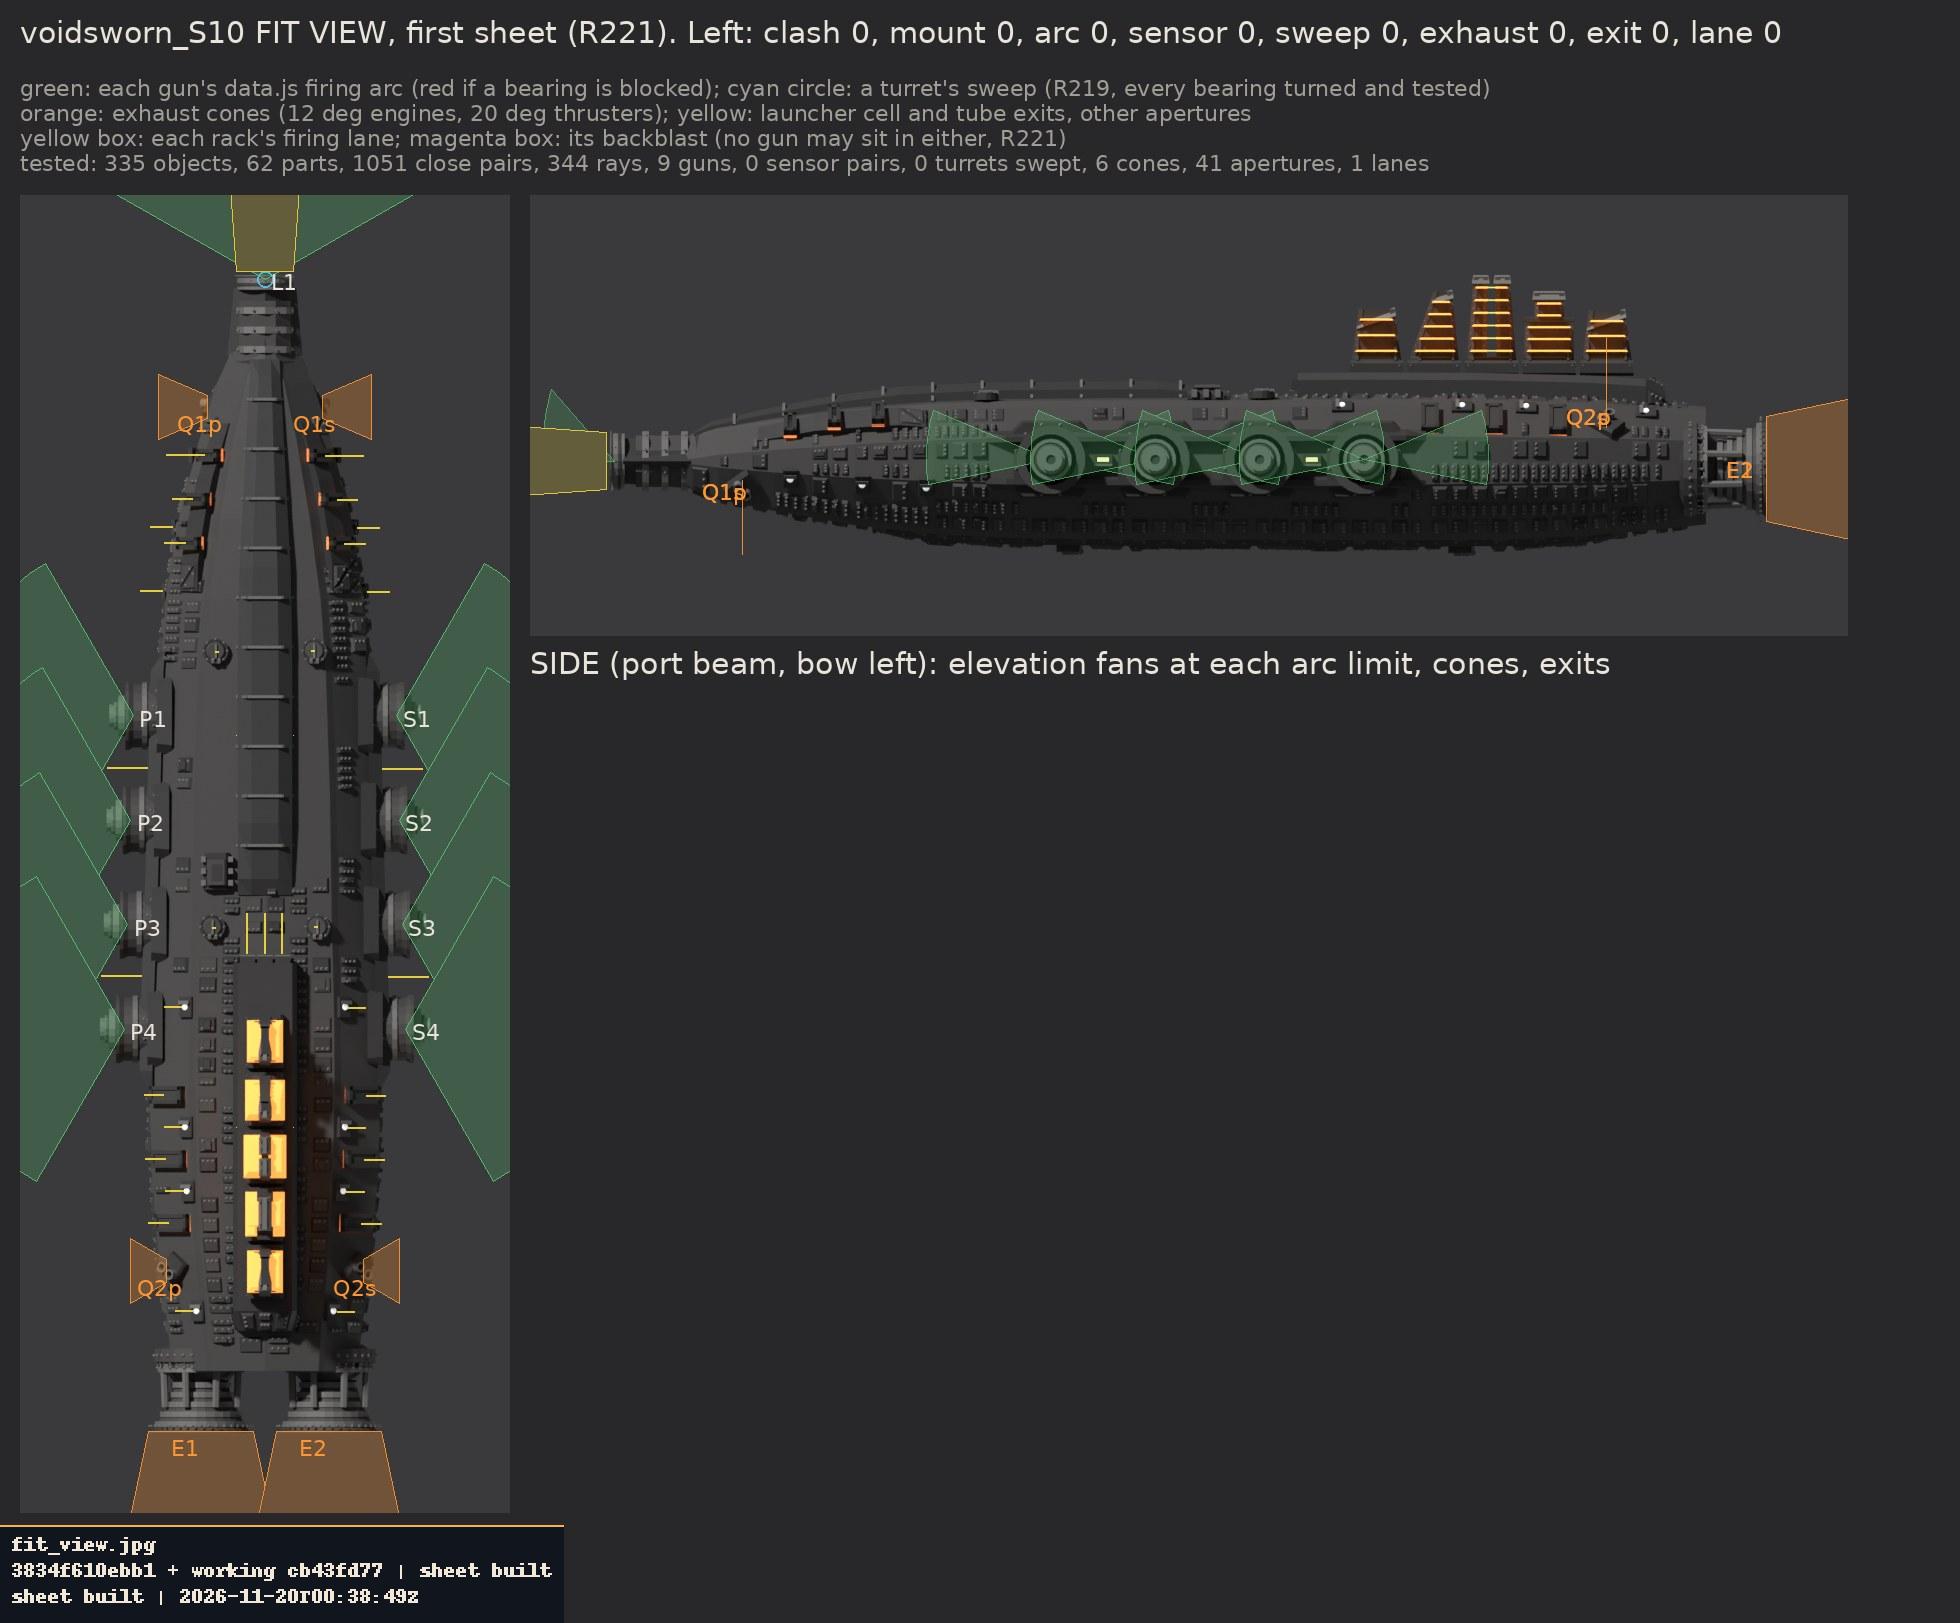 voidsworn_S10 FIT VIEW, first sheet (R221). Left: clash 0, mount 0, arc 0, sensor 0, sweep 0, exhaust 0, exit 0, lane 0
green: each gun's data.js firing arc (red if a bearing is blocked); cyan circle: a turret's sweep (R219, every bearing turned and tested)
orange: exhaust cones (12 deg engines, 20 deg thrusters); yellow: launcher cell and tube exits, other apertures
yellow box: each rack's firing lane; magenta box: its backblast (no gun may sit in either, R221)
tested: 335 objects, 62 parts, 1051 close pairs, 344 rays, 9 guns, 0 sensor pairs, 0 turrets swept, 6 cones, 41 apertures, 1 lanes
L1
Q1p
Q1s
P1
S1
P2
S2
P3
S3
P4
S4
Q2p
Q2s
E1
E2
Q1p
Q2p
E2
SIDE (port beam, bow left): elevation fans at each arc limit, cones, exits
fit_view.jpg
3834f610ebb1 + working cb43fd77 | sheet built
sheet built | 2026-11-20T00:38:49Z